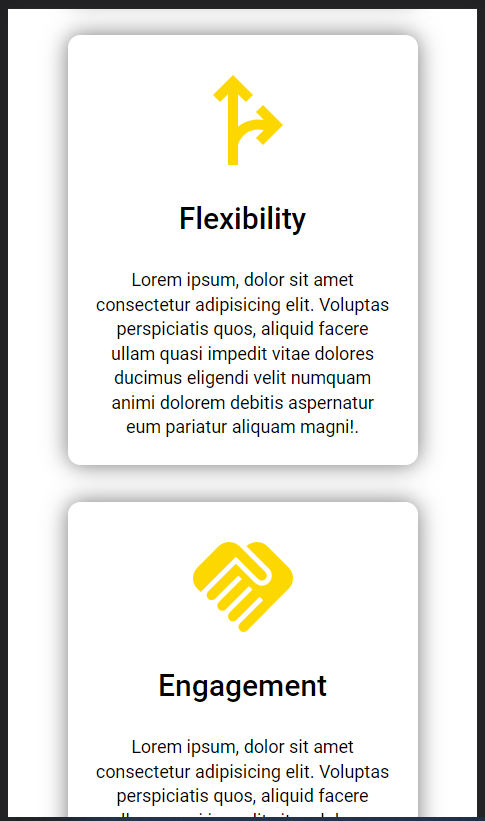 Flexibility
Lorem ipsum, dolor sit amet
consectetur adipisicing elit. Voluptas
perspiciatis quos, aliquid facere
ullam quasi impedit vitae dolores
ducimus eligendi velit numquam
animi dolorem debitis aspernatur
eum pariatur aliquam magni!.
Engagement
Lorem ipsum, dolor sit amet
consectetur adipisicing elit. Voluptas
perspiciatis quos, aliquid facere